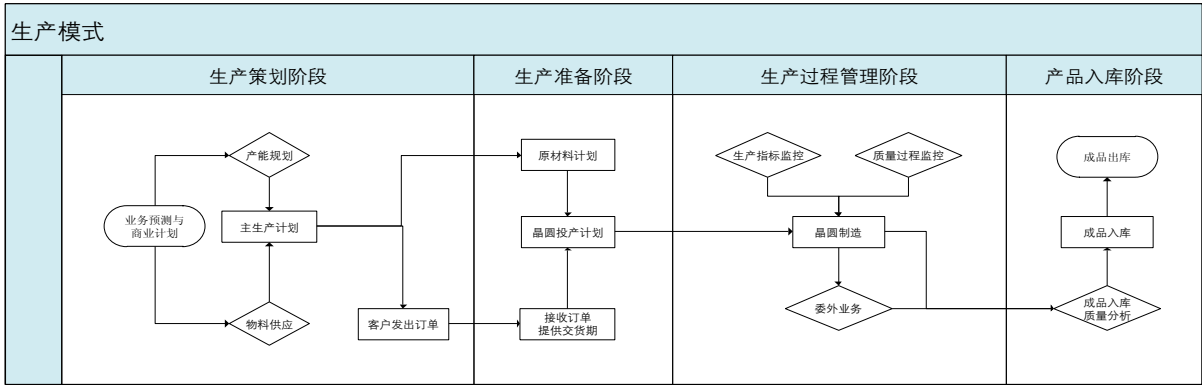 生产模式
生产策划阶段
生产准备阶段
生产过程管理阶段
产品入库阶段
产能规划
业务预测与
商业计划
主生产计划
物料供应
客户发出订单
原材料计划
晶圆投产计划
接收订单
提供交货期
生产指标监控
质量过程监控
晶圆制造
委外业务
成品出库
成品入库
成品入库
质量分析